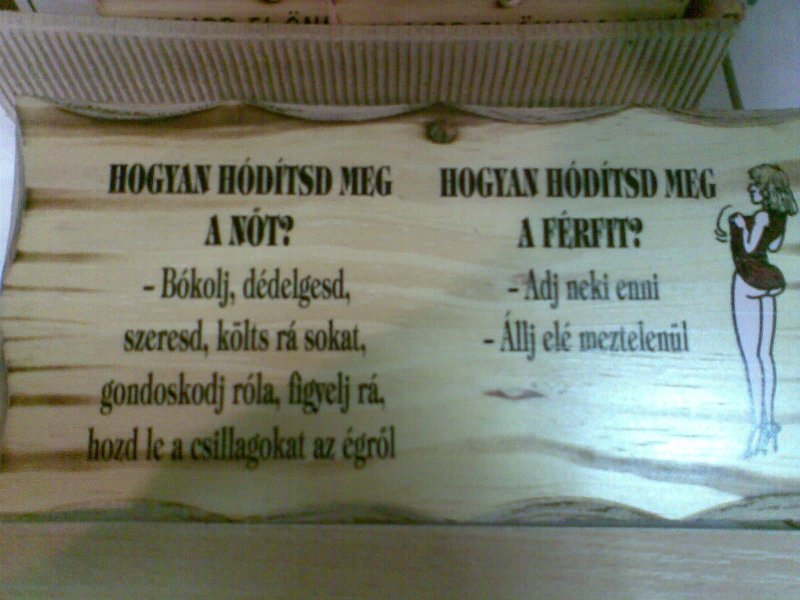 HOGYAN HÓDÍTSD MEG
A NŐT?
– Bókolj, dédelgesd,
szeresd, költs rá sokat,
gondoskodj róla, figyelj rá,
hozd le a csillagokat az égről
HOGYAN HÓDÍTSD MEG
A FÉRFIT?
– Adj neki enni
– Állj elé meztelenül